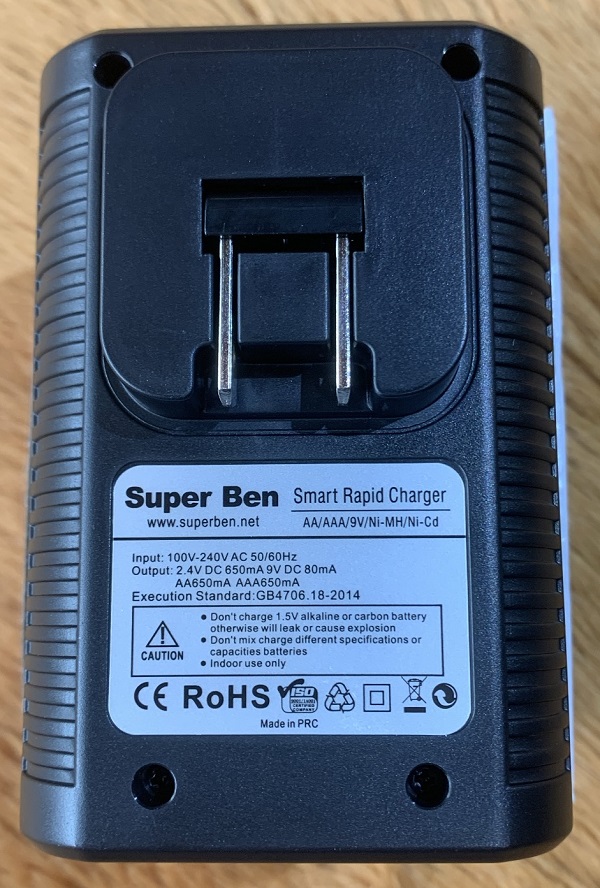 Super Ben Smart Rapid Charger
www.superben.net AA/AAA/9V/Ni-MH/Ni-Cd
Input: 100V-240V AC 50/60Hz
Output: 2.4V DC 650mA 9V DC 80mA
AA650mA AAA650mA
Execution Standard:GB4706.18-2014
CAUTION
• Don't charge 1.5V alkaline or carbon battery
otherwise will leak or cause explosion
• Don't mix charge different specifications or
capacities batteries
• Indoor use only
CE RoHS ISO
CERTIFIED
COMPANY
Made in PRC